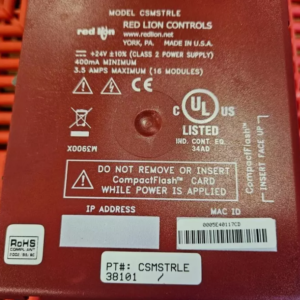 MODEL CSMSTRLE
red lion
RED LION CONTROLS
www.redlion.net
YORK, PA. MADE IN U.S.A.
+24V ±10% (CLASS 2 POWER SUPPLY)
400mA MINIMUM
3.5 AMPS MAXIMUM (16 MODULES)
CE
C UL US
LISTED
IND. CONT. EQ.
34AD
CompactFlash™
INSERT FACE UP
DO NOT REMOVE OR INSERT
CompactFlash™ CARD
WHILE POWER IS APPLIED
IP ADDRESS
MAC ID
RoHS
COMPLIANT
PT#: CSMSTRLE
38101 /